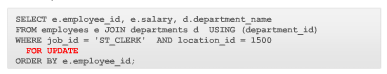 SELECT e.employee_id, e.salary, d.department_name
FROM employees e JOIN departments d USING (department_id)
WHERE job_id = 'ST_CLERK' AND location_id = 1500
FOR UPDATE
ORDER BY e.employee_id;